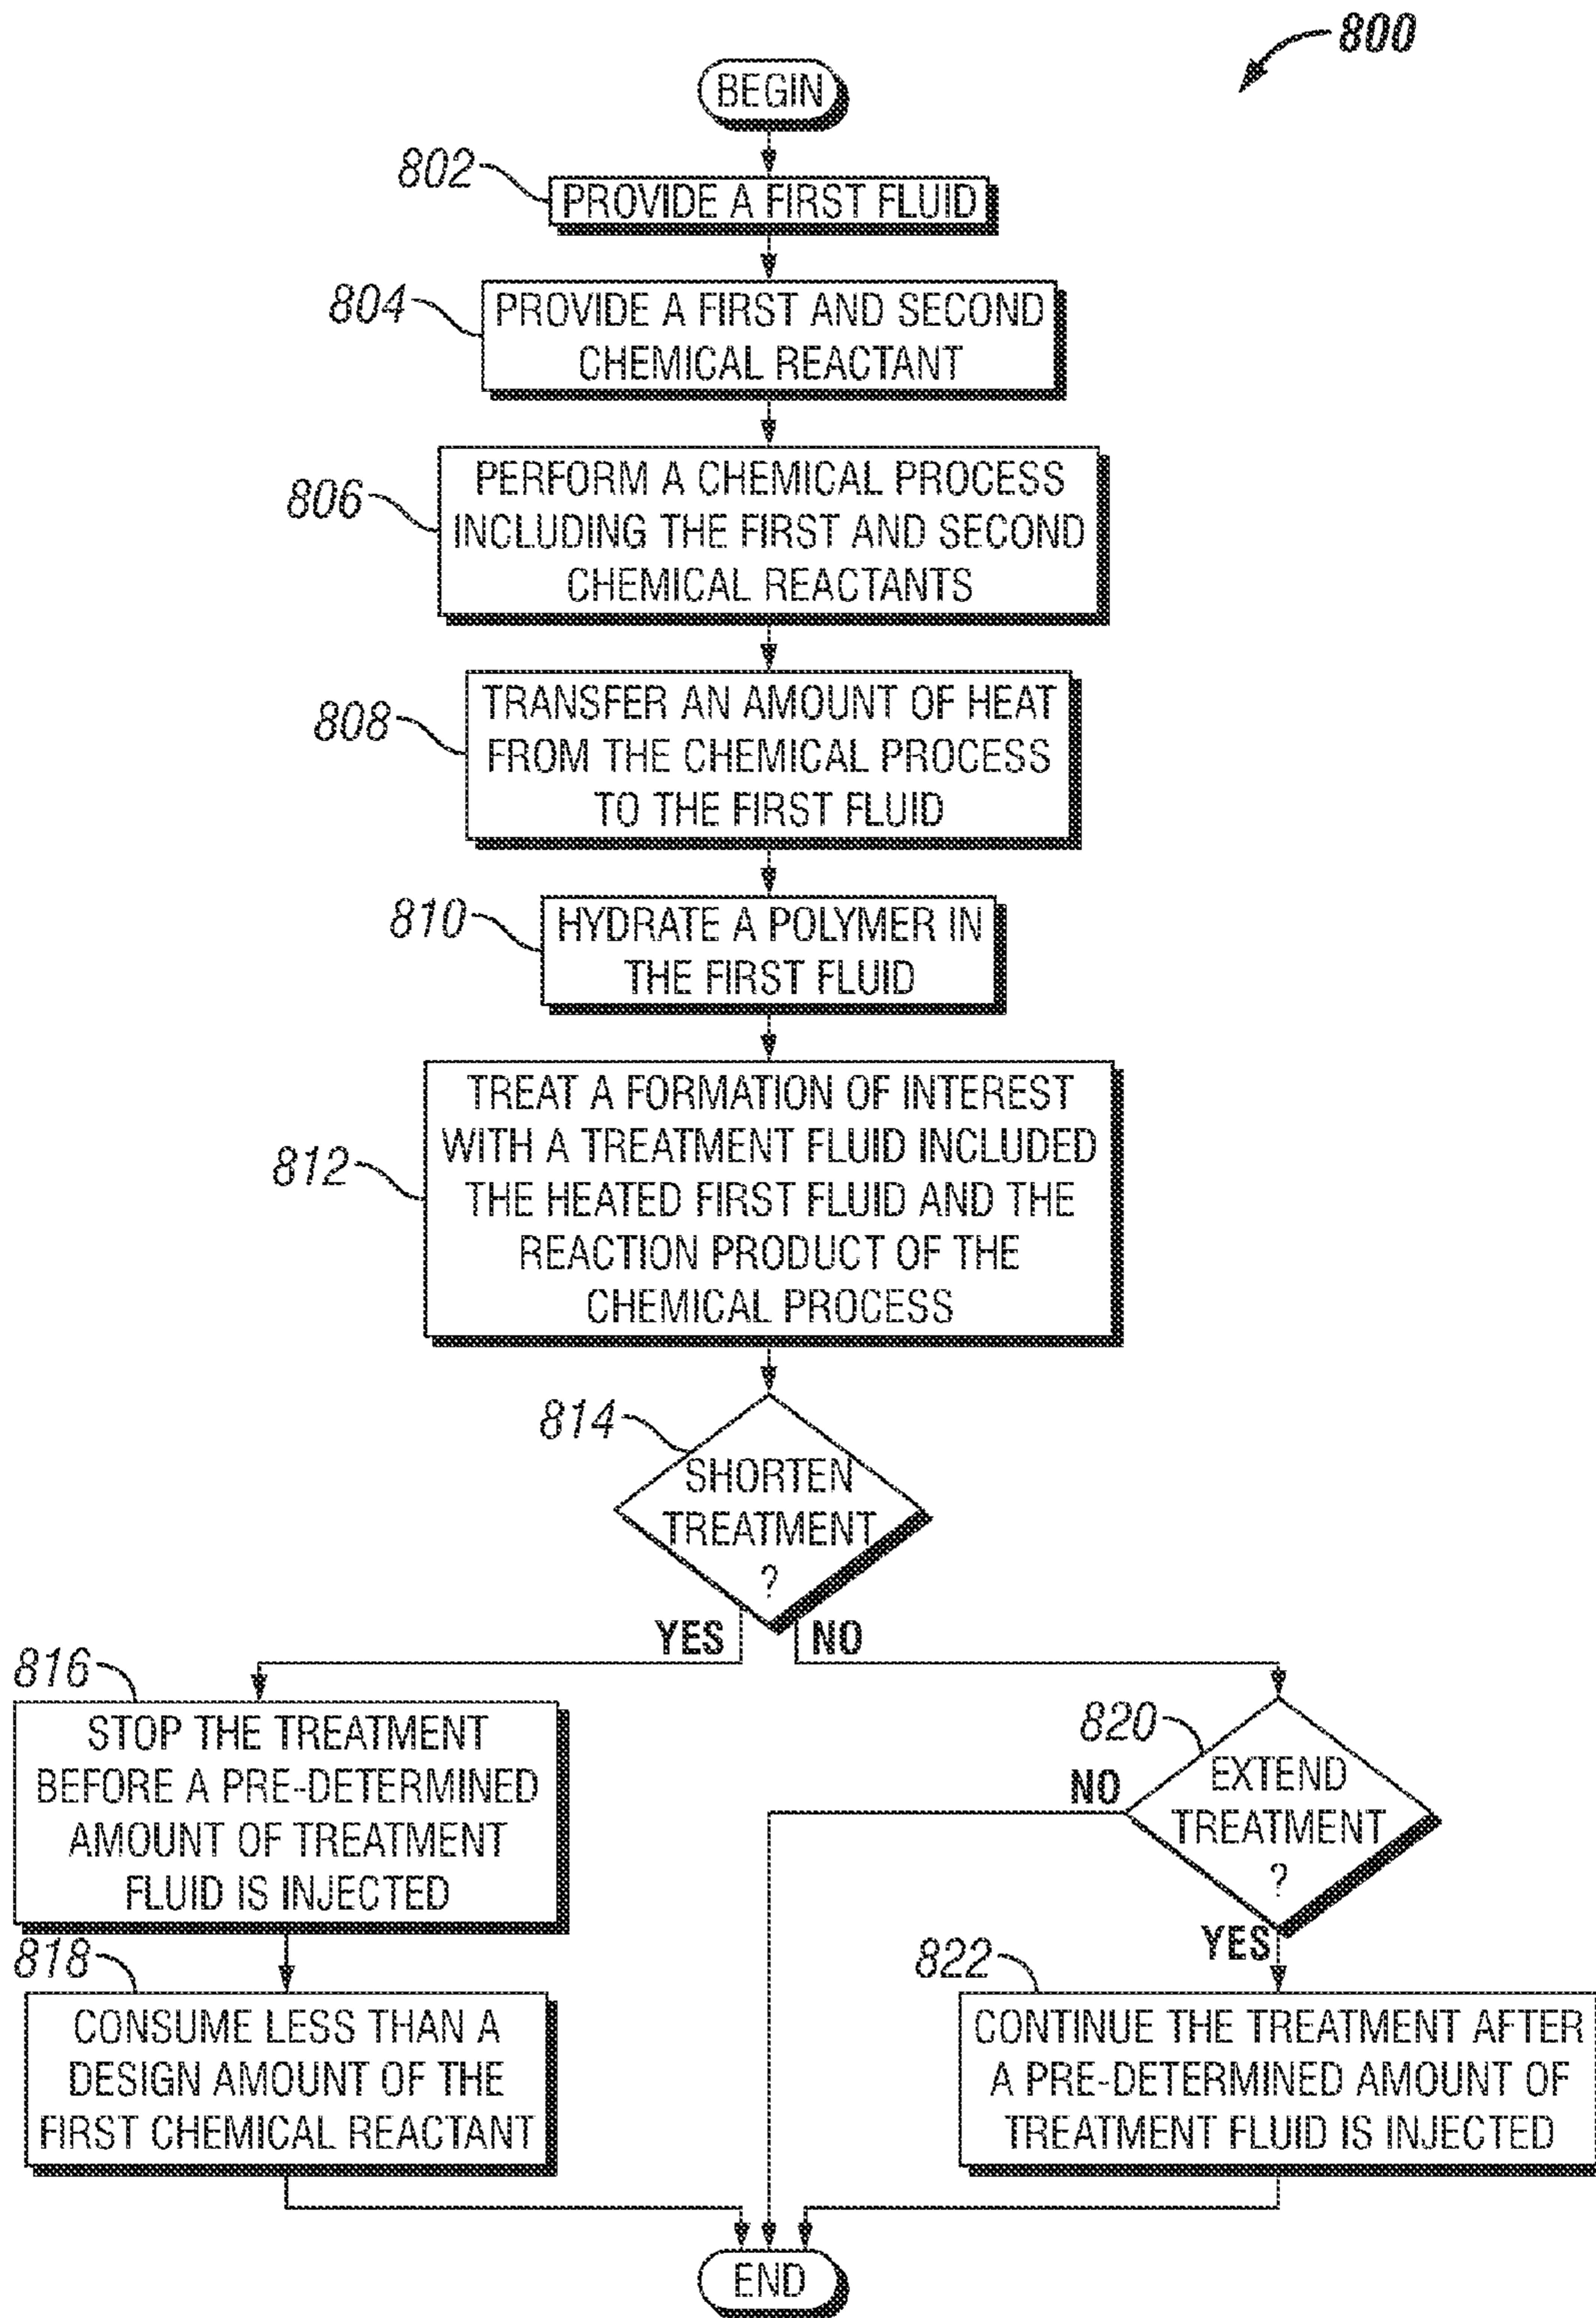 800
BEGIN
802
PROVIDE A FIRST FLUID
804
PROVIDE A FIRST AND SECOND
CHEMICAL REACTANT
806
PERFORM A CHEMICAL PROCESS
INCLUDING THE FIRST AND SECOND
CHEMICAL REACTANTS
808
TRANSFER AN AMOUNT OF HEAT
FROM THE CHEMICAL PROCESS
TO THE FIRST FLUID
810
HYDRATE A POLYMER IN
THE FIRST FLUID
812
TREAT A FORMATION OF INTEREST
WITH A TREATMENT FLUID INCLUDED
THE HEATED FIRST FLUID AND THE
REACTION PRODUCT OF THE
CHEMICAL PROCESS
814
SHORTEN
TREATMENT
?
YES
NO
816
STOP THE TREATMENT
BEFORE A PRE-DETERMINED
AMOUNT OF TREATMENT
FLUID IS INJECTED
818
CONSUME LESS THAN A
DESIGN AMOUNT OF THE
FIRST CHEMICAL REACTANT
820
EXTEND
TREATMENT
?
NO
YES
822
CONTINUE THE TREATMENT AFTER
A PRE-DETERMINED AMOUNT OF
TREATMENT FLUID IS INJECTED
END